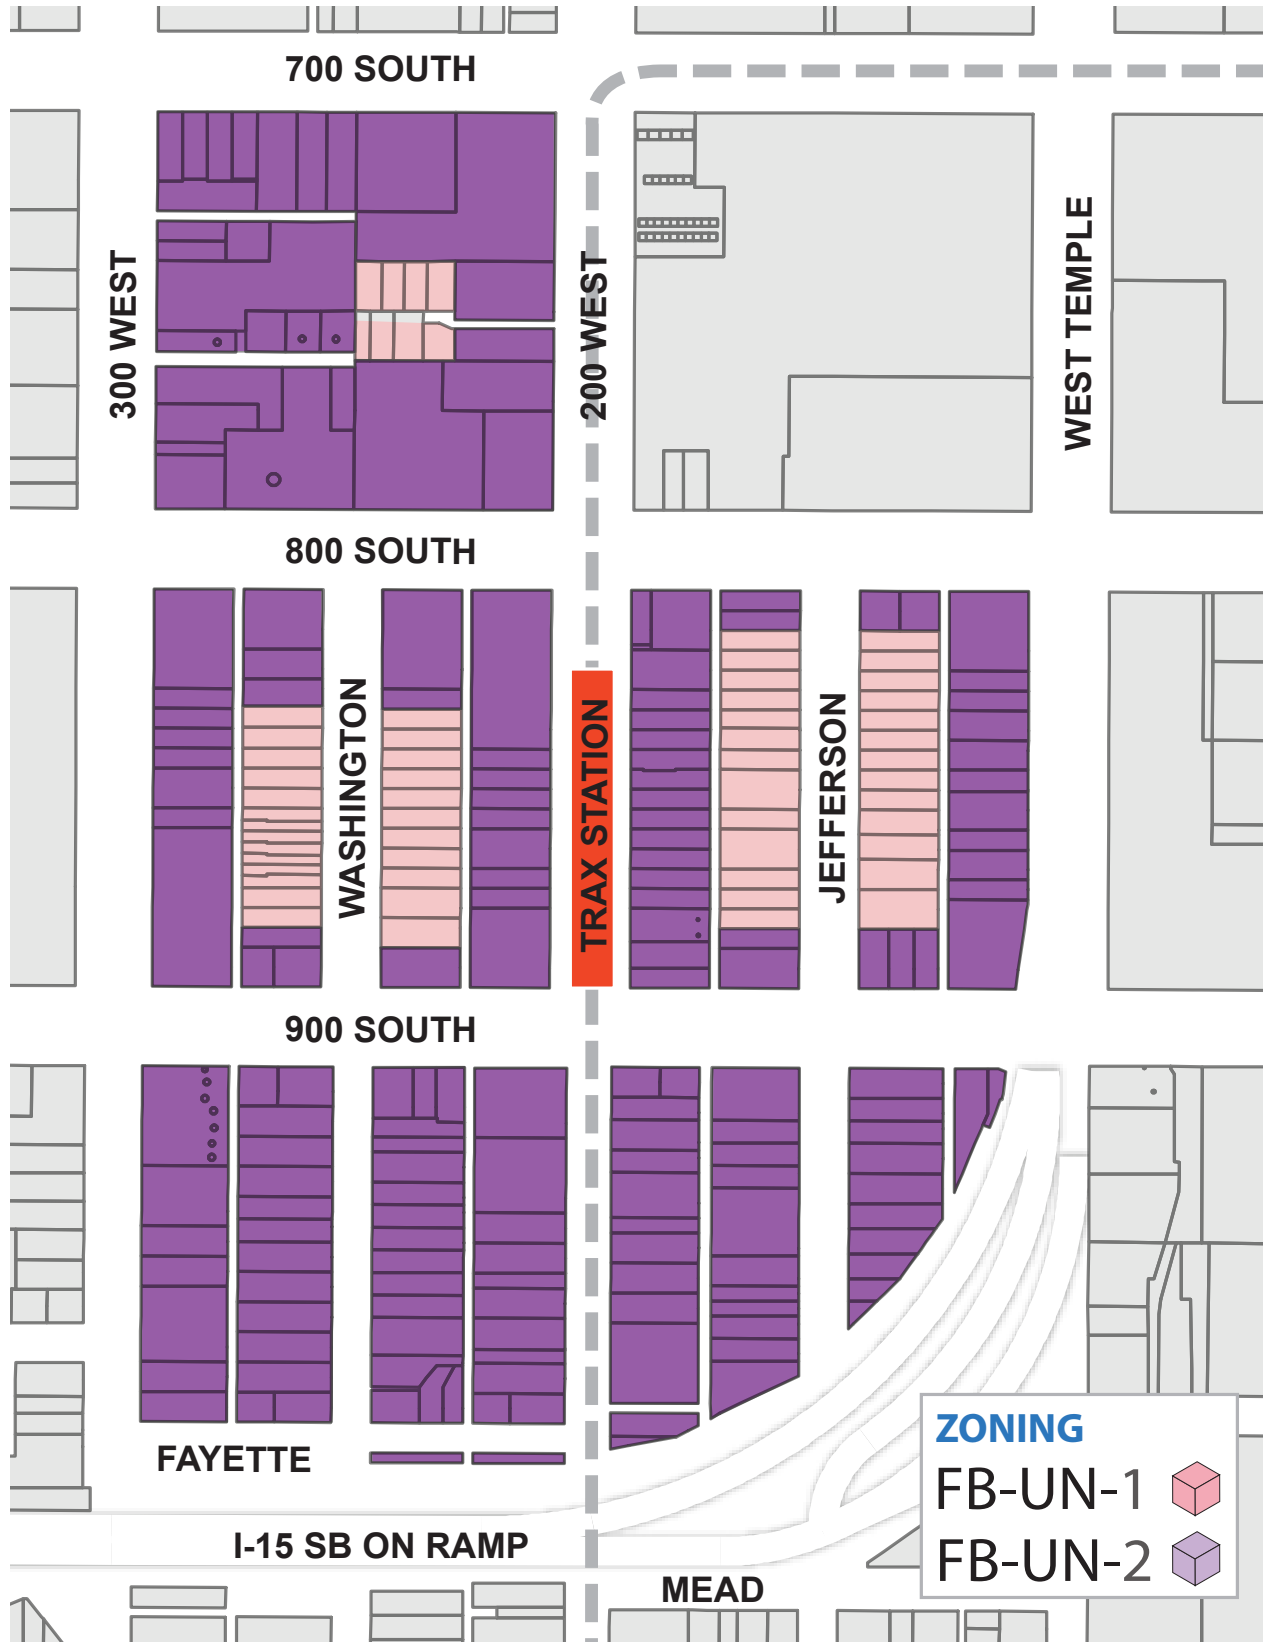 700 SOUTH
300 WEST
200 WEST
WEST TEMPLE
800 SOUTH
WASHINGTON
TRAX STATION
JEFFERSON
900 SOUTH
FAYETTE
I-15 SB ON RAMP
MEAD
ZONING
FB-UN-1
FB-UN-2